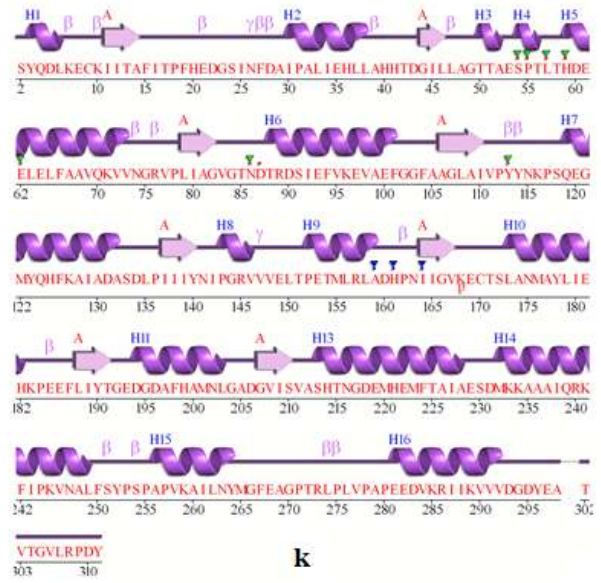 H1 β β A β γββ H2 β A β H3 H4 H5
SYQDLKECKIITAFITPFHEDGSINFDAIPALIEHLLAHHTDGILLAGTTAESPTLTHDE
2 10 15 20 25 30 35 40 45 50 55 60
β β A H6 A ββ H7
ELELFAAVQKVVNGRVPLIAGVGTNDTRDSIEFVKEVAEFGGFAAGLAIVPYYNKPSQEG
62 70 75 80 85 90 95 100 105 110 115 120
A H8 γ H9 β A H10
MYQHFKAIADASDLPIIIYNIPGRVVVELTPETMLRLADHPNIIGVKECTSLANMAYLIE
β
122 130 135 140 145 150 155 160 165 170 175 180
β A H11 A H13 H14
HKPEEFLIYTGEDGDAFHAMNLGADGVISVASHTNGDEMHEMFTAIAESDMKKAAAIQRK
182 190 195 200 205 210 215 220 225 230 235 240
β β H15 ββ H16
FIPKVNALFSYPSPAPVKAILNYMGFEAGPTRLPLVPAPEEDVKRIIKVVVDGDYEA T
242 250 255 260 265 270 275 280 285 290 295 302
VTGVLRPDY
303 310
k